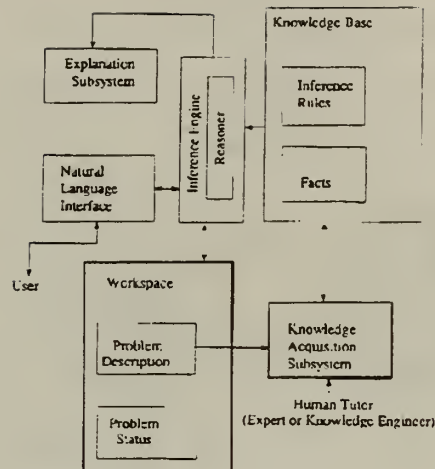 Knowledge Base
Explanation
Subsystem
Inference Engine
Reasoner
Inference
Rules
Facts
Natural
Language
Interface
User
Workspace
Problem
Description
Problem
Status
Knowledge
Acquisition
Subsystem
Human Tutor
(Expert or Knowledge Engineer)